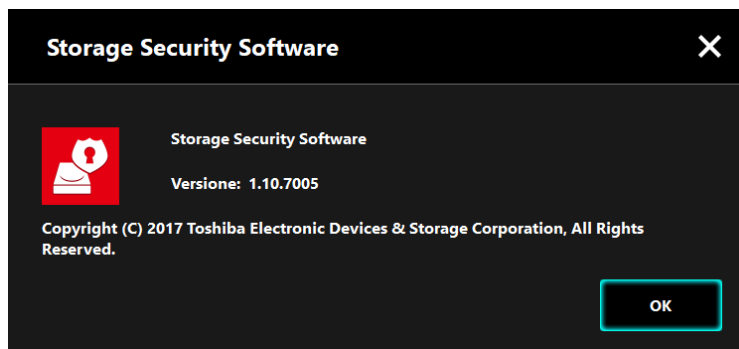 Storage Security Software
Storage Security Software
Versione: 1.10.7005
Copyright (C) 2017 Toshiba Electronic Devices & Storage Corporation, All Rights
Reserved.
OK